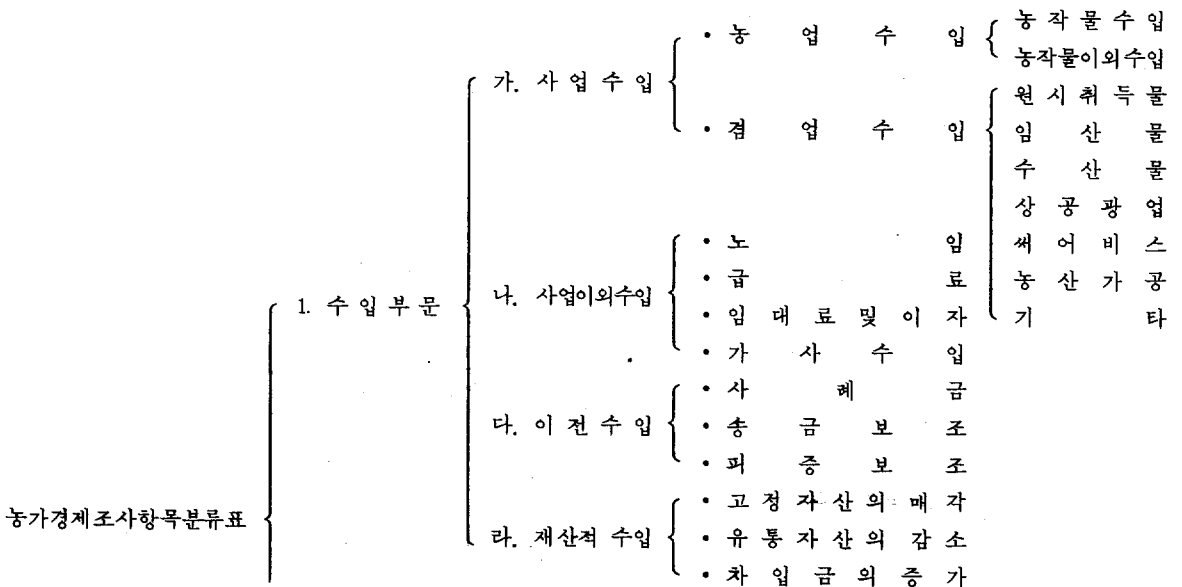 농가경제조사항목분류표
1. 수입부문
가. 사업수입
• 농업수입
농작물수입
농작물이외수입
• 겸업수입
원시취득물
임산물
수산물
상공광업
써어비스
농산가공
기타
나. 사업이외수입
• 노임
• 급료
• 임대료및이자
• 가사수입
다. 이전수입
• 사례금
• 송금보조
• 피증보조
라. 재산적 수입
• 고정자산의 매각
• 유통자산의 감소
• 차입금의 증가